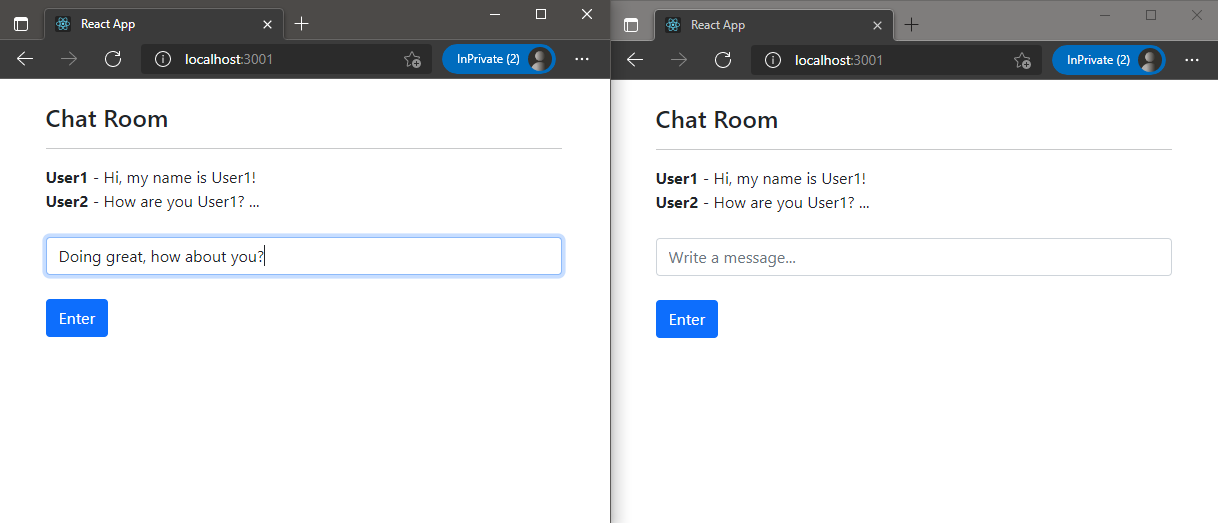 React App
localhost:3001
InPrivate (2)
Chat Room
User1 - Hi, my name is User1!
User2 - How are you User1? ...
Doing great, how about you?
Enter
React App
localhost:3001
InPrivate (2)
Chat Room
User1 - Hi, my name is User1!
User2 - How are you User1? ...
Write a message...
Enter